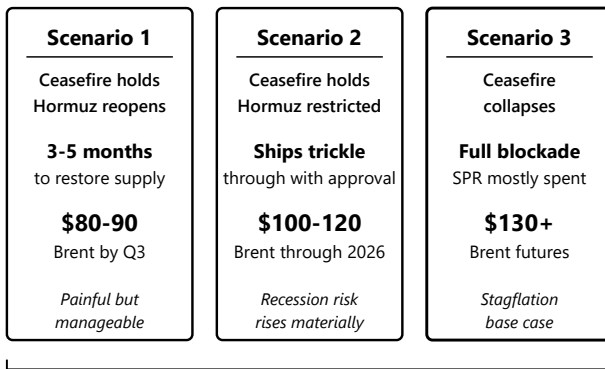 Scenario 1
Ceasefire holds
Hormuz reopens
3-5 months
to restore supply
$80-90
Brent by Q3
Painful but
manageable
Scenario 2
Ceasefire holds
Hormuz restricted
Ships trickle
through with approval
$100-120
Brent through 2026
Recession risk
rises materially
Scenario 3
Ceasefire
collapses
Full blockade
SPR mostly spent
$130+
Brent futures
Stagflation
base case